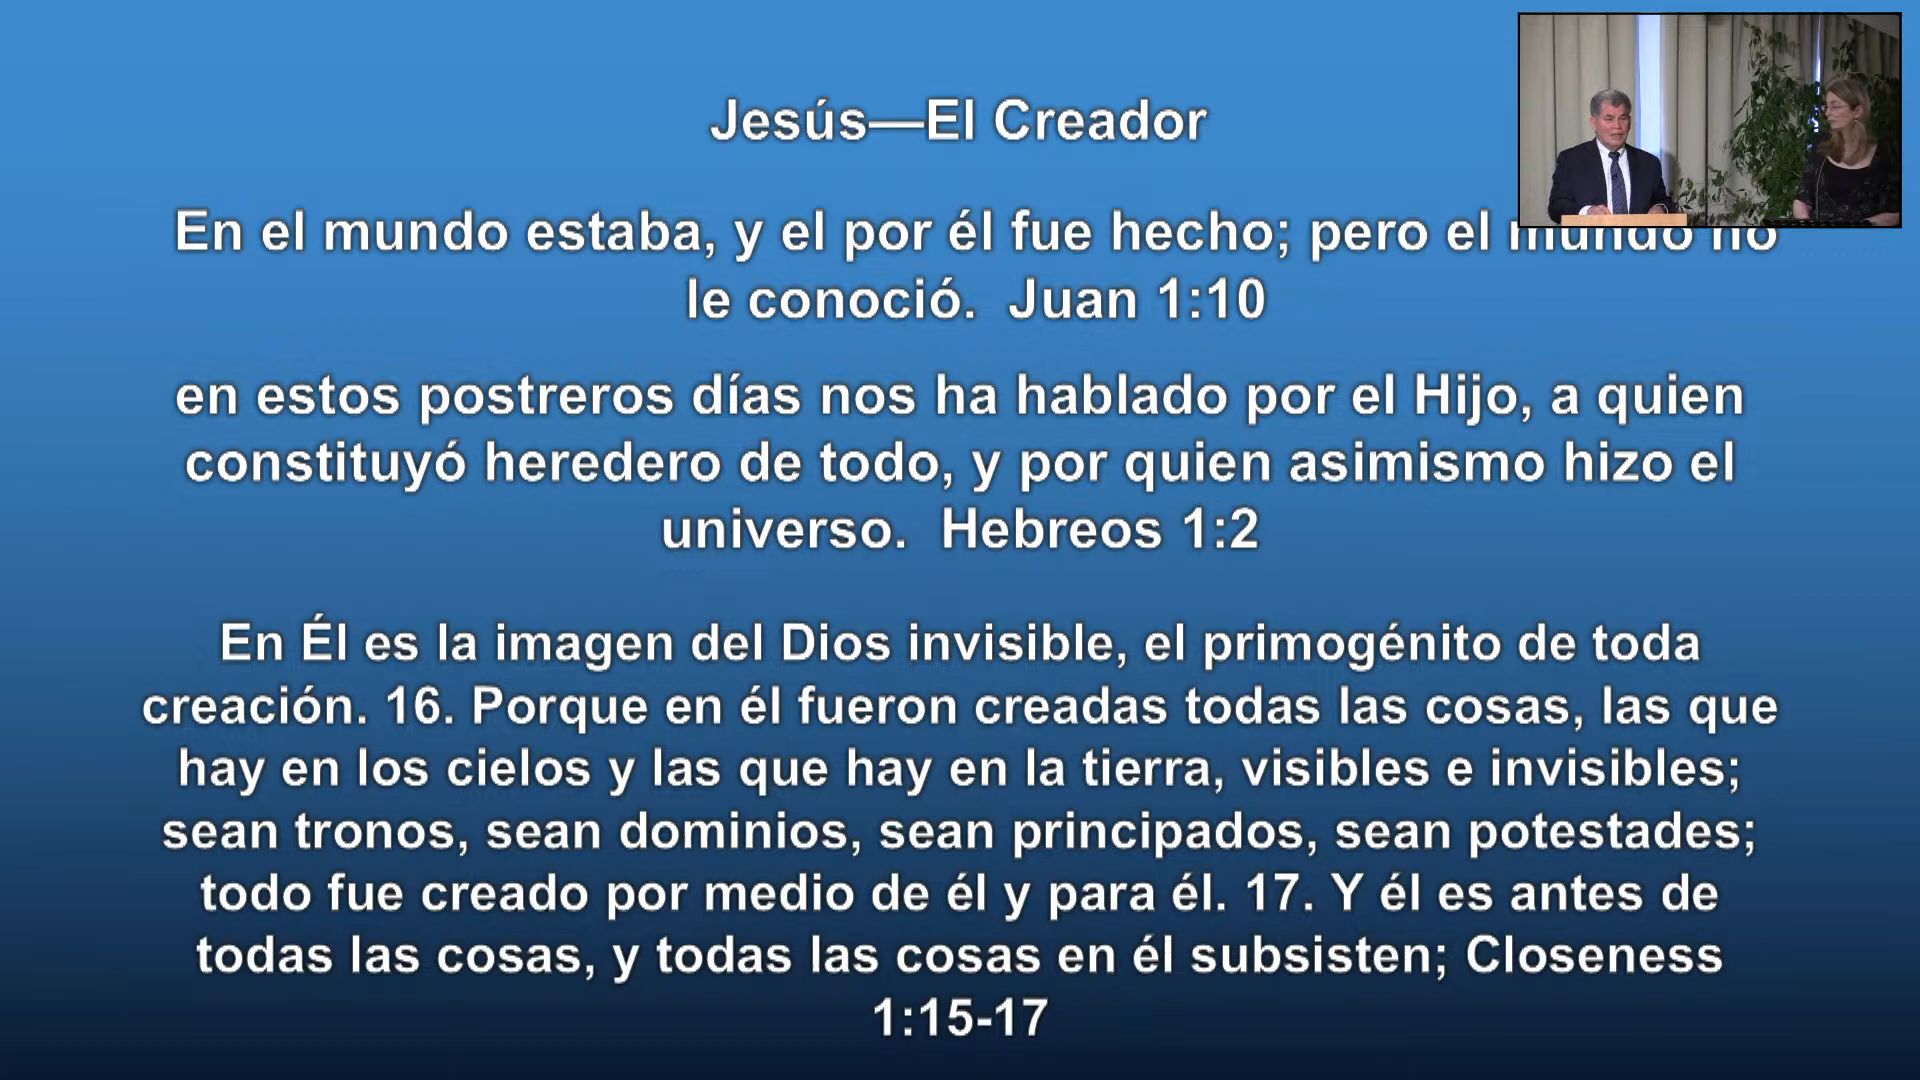 Jesús—El Creador
En el mundo estaba, y el por él fue hecho; pero el mundo no
le conoció. Juan 1:10
en estos postreros días nos ha hablado por el Hijo, a quien
constituyó heredero de todo, y por quien asimismo hizo el
universo. Hebreos 1:2
En Él es la imagen del Dios invisible, el primogénito de toda
creación. 16. Porque en él fueron creadas todas las cosas, las que
hay en los cielos y las que hay en la tierra, visibles e invisibles;
sean tronos, sean dominios, sean principados, sean potestades;
todo fue creado por medio de él y para él. 17. Y él es antes de
todas las cosas, y todas las cosas en él subsisten; Closeness
1:15-17